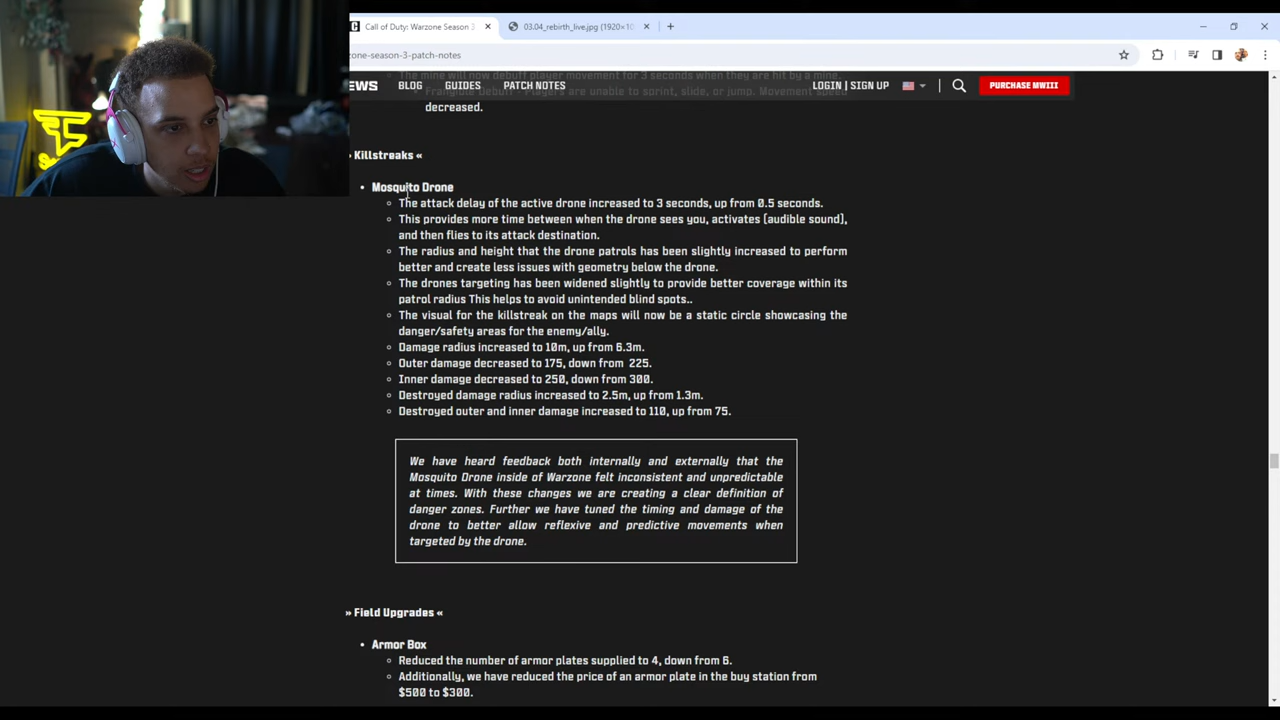 Call of Duty: Warzone Season 3
03.04_rebirth_live.jpg (1920×10
zone-season-3-patch-notes
The mine will now debuff player movement for 3 seconds when they are hit by a mine.
EWS BLOG GUIDES PATCH NOTES LOGIN | SIGN UP PURCHASE MWIII
Debuff - Players are unable to sprint, slide, or jump. Movement speed
decreased.
» Killstreaks «
• Mosquito Drone
The attack delay of the active drone increased to 3 seconds, up from 0.5 seconds.
This provides more time between when the drone sees you, activates (audible sound),
and then flies to its attack destination.
The radius and height that the drone patrols has been slightly increased to perform
better and create less issues with geometry below the drone.
The drones targeting has been widened slightly to provide better coverage within its
patrol radius This helps to avoid unintended blind spots..
The visual for the killstreak on the maps will now be a static circle showcasing the
danger/safety areas for the enemy/ally.
Damage radius increased to 10m, up from 6.3m.
Outer damage decreased to 175, down from 225.
Inner damage decreased to 250, down from 300.
Destroyed damage radius increased to 2.5m, up from 1.3m.
Destroyed outer and inner damage increased to 110, up from 75.
We have heard feedback both internally and externally that the
Mosquito Drone inside of Warzone felt inconsistent and unpredictable
at times. With these changes we are creating a clear definition of
danger zones. Further we have tuned the timing and damage of the
drone to better allow reflexive and predictive movements when
targeted by the drone.
» Field Upgrades «
• Armor Box
Reduced the number of armor plates supplied to 4, down from 6.
Additionally, we have reduced the price of an armor plate in the buy station from
$500 to $300.